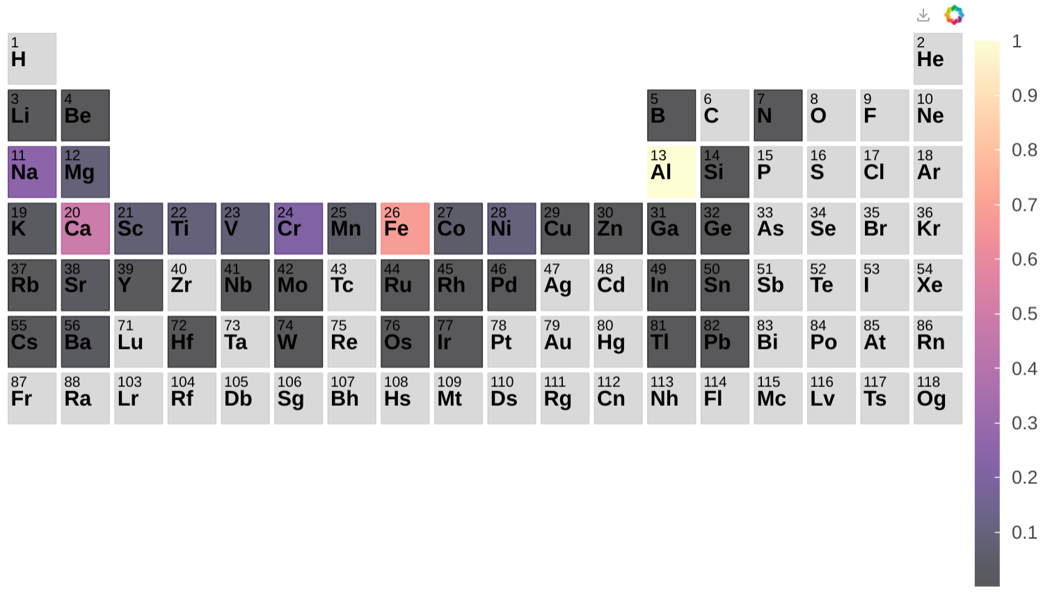 1 2
H He
3 4 5 6 7 8 9 10
Li Be B C N O F Ne
11 12 13 14 15 16 17 18
Na Mg Al Si P S Cl Ar
19 20 21 22 23 24 25 26 27 28 29 30 31 32 33 34 35 36
K Ca Sc Ti V Cr Mn Fe Co Ni Cu Zn Ga Ge As Se Br Kr
37 38 39 40 41 42 43 44 45 46 47 48 49 50 51 52 53 54
Rb Sr Y Zr Nb Mo Tc Ru Rh Pd Ag Cd In Sn Sb Te I Xe
55 56 71 72 73 74 75 76 77 78 79 80 81 82 83 84 85 86
Cs Ba Lu Hf Ta W Re Os Ir Pt Au Hg Tl Pb Bi Po At Rn
87 88 103 104 105 106 107 108 109 110 111 112 113 114 115 116 117 118
Fr Ra Lr Rf Db Sg Bh Hs Mt Ds Rg Cn Nh Fl Mc Lv Ts Og
1
0.9
0.8
0.7
0.6
0.5
0.4
0.3
0.2
0.1